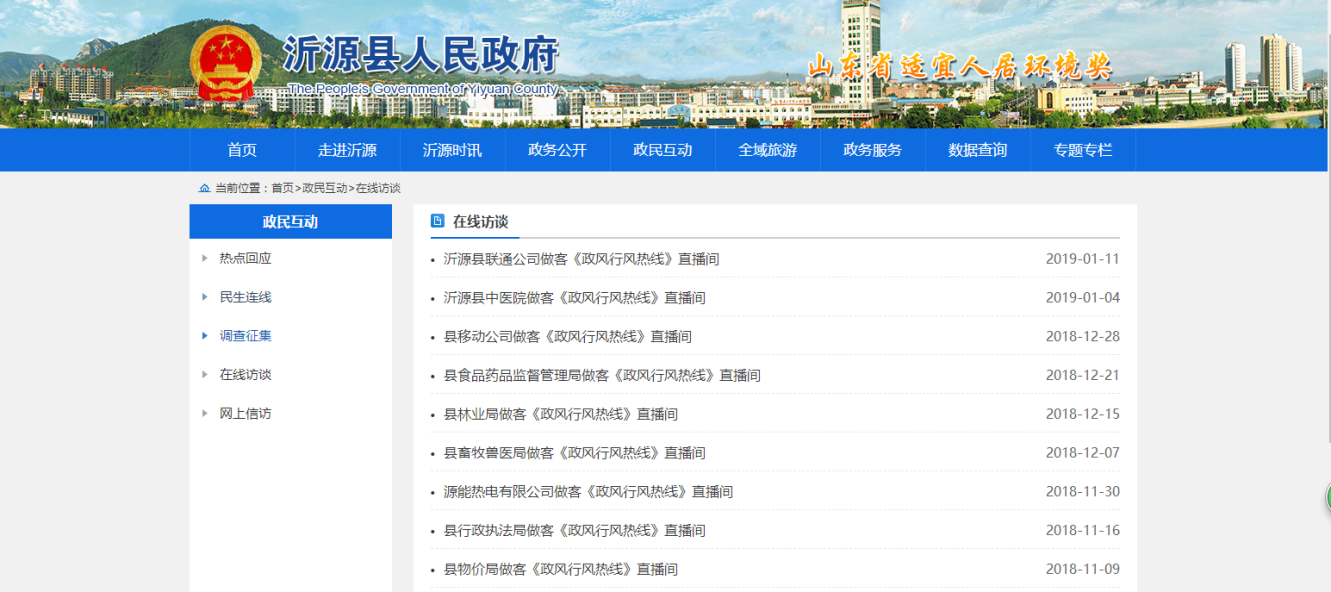 沂源县人民政府
The People's Government of Yiyuan County
山东省适宜人居环境奖
首页 走进沂源 沂源时讯 政务公开 政民互动 全域旅游 政务服务 数据查询 专题专栏
当前位置：首页>政民互动>在线访谈
政民互动
热点回应
民生连线
调查征集
在线访谈
网上信访
在线访谈
沂源县联通公司做客《政风行风热线》直播间 2019-01-11
沂源县中医院做客《政风行风热线》直播间 2019-01-04
县移动公司做客《政风行风热线》直播间 2018-12-28
县食品药品监督管理局做客《政风行风热线》直播间 2018-12-21
县林业局做客《政风行风热线》直播间 2018-12-15
县畜牧兽医局做客《政风行风热线》直播间 2018-12-07
源能热电有限公司做客《政风行风热线》直播间 2018-11-30
县行政执法局做客《政风行风热线》直播间 2018-11-16
县物价局做客《政风行风热线》直播间 2018-11-09